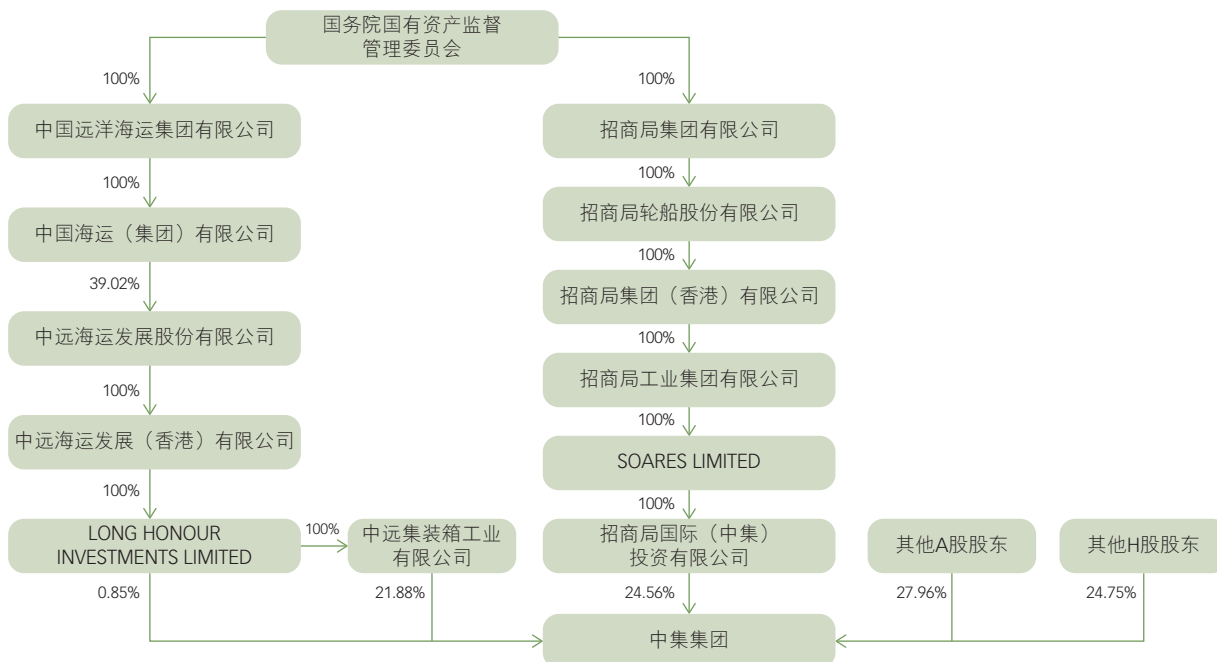 国务院国有资产监督
管理委员会
100%
100%
中国远洋海运集团有限公司
招商局集团有限公司
100%
100%
招商局轮船股份有限公司
中国海运（集团）有限公司
100%
39.02%
招商局集团（香港）有限公司
中远海运发展股份有限公司
100%
招商局工业集团有限公司
100%
100%
中远海运发展（香港）有限公司
SOARES LIMITED
100%
100%
LONG HONOUR
INVESTMENTS LIMITED
100%
中远集装箱工业
有限公司
招商局国际（中集）
投资有限公司
其他A股股东
其他H股股东
0.85%
21.88%
24.56%
27.96%
24.75%
中集集团